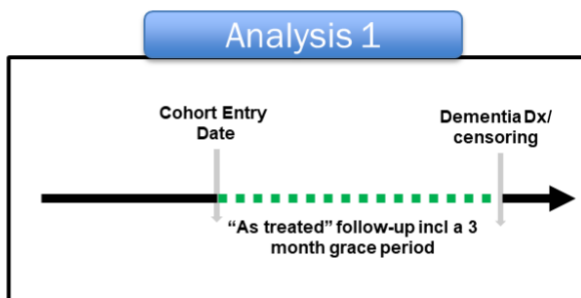 Analysis 1
Cohort Entry
Date
Dementia Dx/
censoring
“As treated” follow-up incl a 3
month grace period